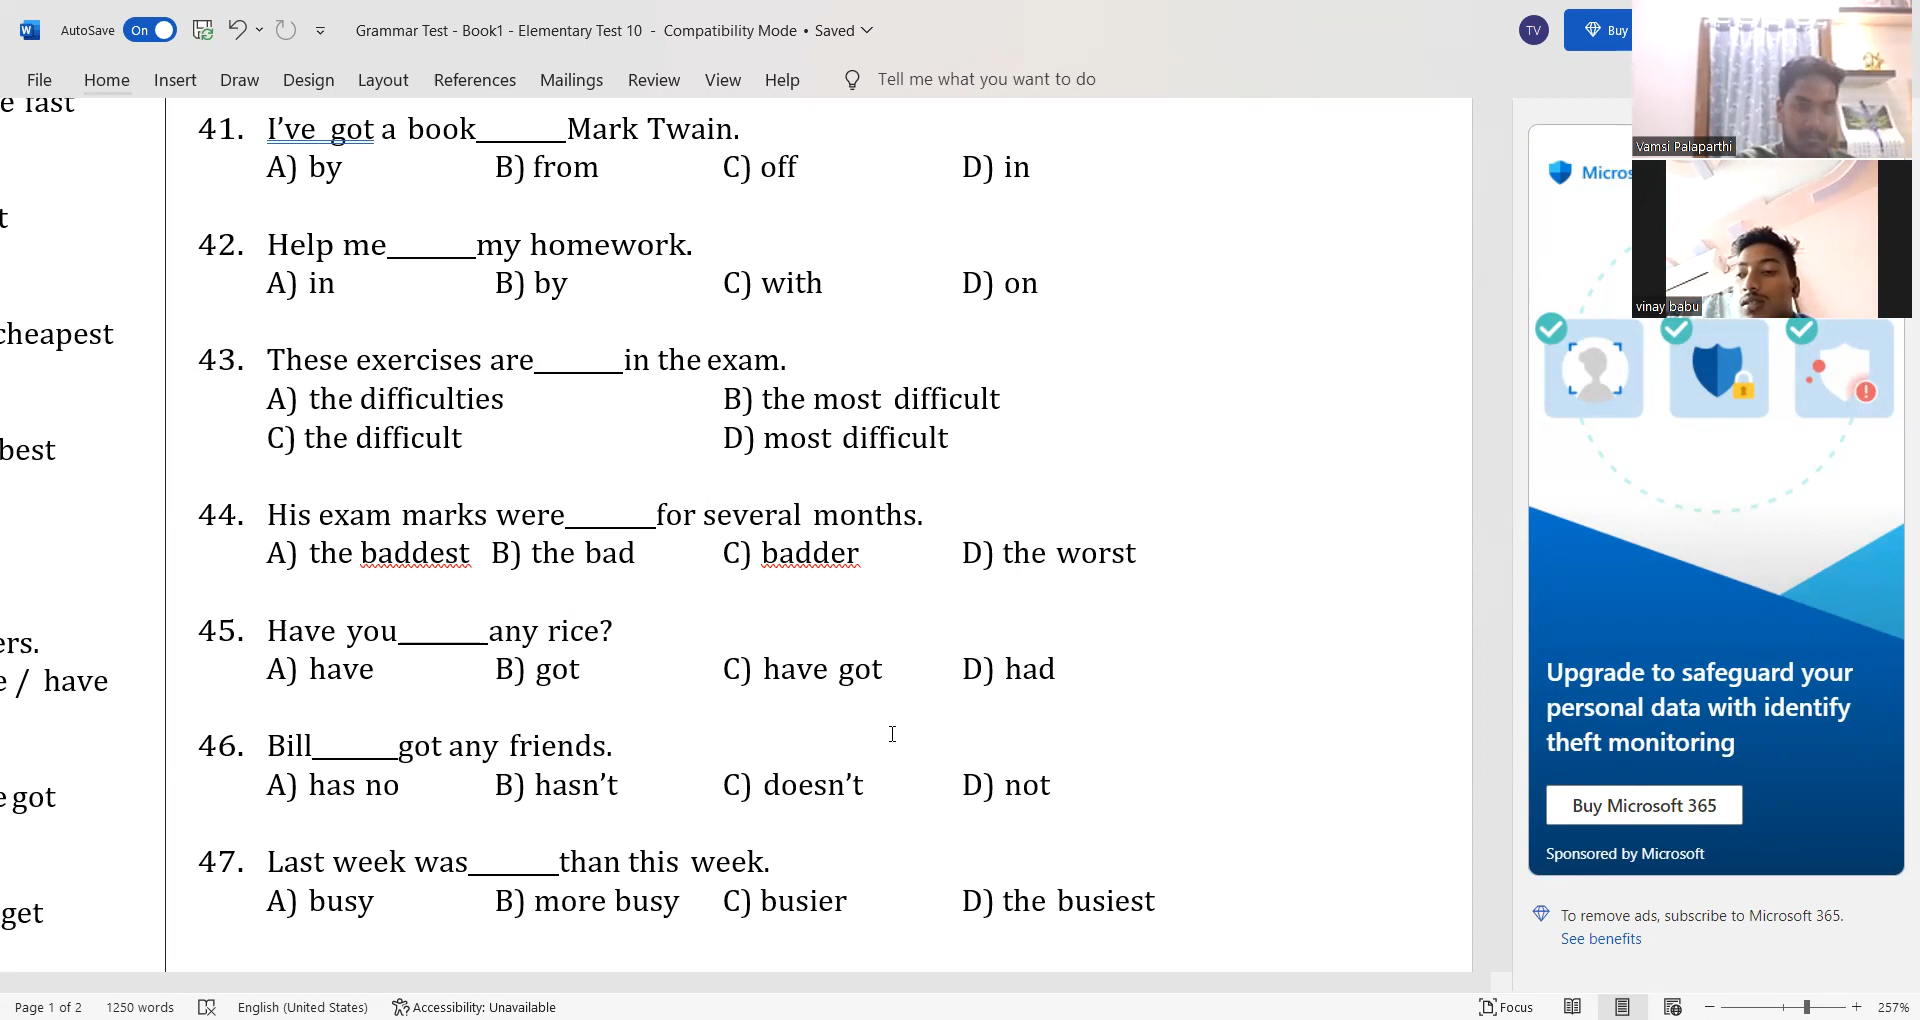 AutoSave On Grammar Test - Book1 - Elementary Test 10 - Compatibility Mode • Saved TV Buy
File Home Insert Draw Design Layout References Mailings Review View Help Tell me what you want to do
e fast
t
cheapest
best
ers.
e / have
e got
get
41. I’ve got a book______Mark Twain.
A) by B) from C) off D) in
42. Help me______my homework.
A) in B) by C) with D) on
43. These exercises are______in the exam.
A) the difficulties B) the most difficult
C) the difficult D) most difficult
44. His exam marks were______for several months.
A) the baddest B) the bad C) badder D) the worst
45. Have you______any rice?
A) have B) got C) have got D) had
46. Bill______got any friends.
A) has no B) hasn’t C) doesn’t D) not
47. Last week was______than this week.
A) busy B) more busy C) busier D) the busiest
Vamsi Palaparthi
Micros
vinay babu
Upgrade to safeguard your
personal data with identify
theft monitoring
Buy Microsoft 365
Sponsored by Microsoft
To remove ads, subscribe to Microsoft 365.
See benefits
Page 1 of 2 1250 words English (United States) Accessibility: Unavailable Focus 257%